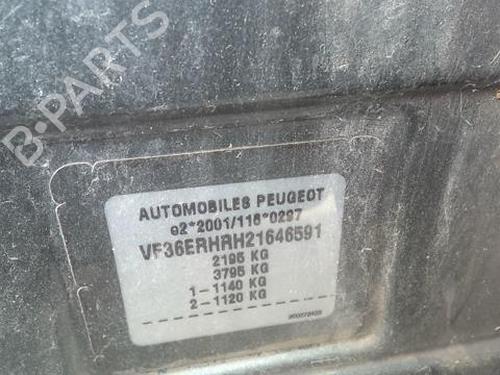 B-PARTS
AUTOMOBILES PEUGEOT
e2*2001/116*0297
VF36ERHRH21646591
2195 KG
3795 KG
1-1140 KG
2-1120 KG